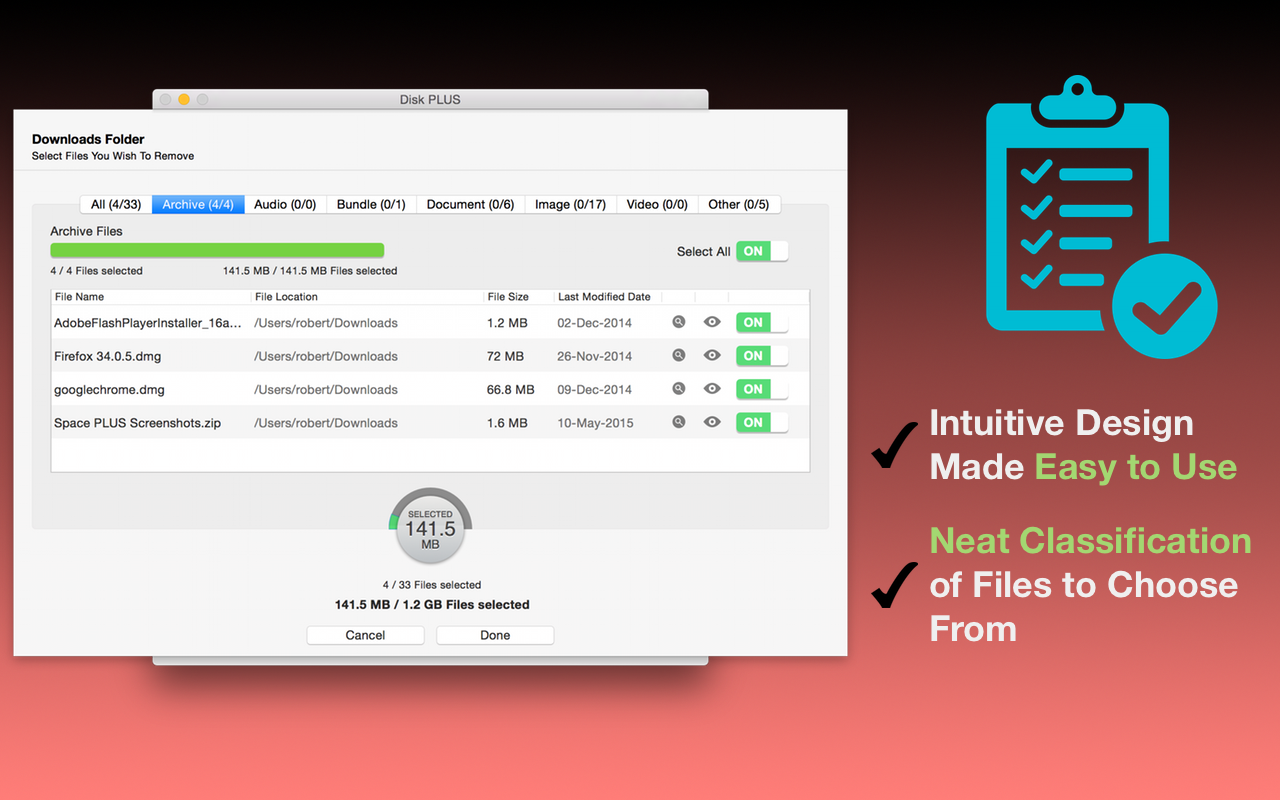 Disk PLUS
Downloads Folder
Select Files You Wish To Remove
All (4/33) Archive (4/4) Audio (0/0) Bundle (0/1) Document (0/6) Image (0/17) Video (0/0) Other (0/5)
Archive Files
Select All ON
4 / 4 Files selected 141.5 MB / 141.5 MB Files selected
File Name File Location File Size Last Modified Date
AdobeFlashPlayerInstaller_16a... /Users/robert/Downloads 1.2 MB 02-Dec-2014 ON
Firefox 34.0.5.dmg /Users/robert/Downloads 72 MB 26-Nov-2014 ON
googlechrome.dmg /Users/robert/Downloads 66.8 MB 09-Dec-2014 ON
Space PLUS Screenshots.zip /Users/robert/Downloads 1.6 MB 10-May-2015 ON
SELECTED
141.5
MB
4 / 33 Files selected
141.5 MB / 1.2 GB Files selected
Cancel Done
Intuitive Design
Made Easy to Use
Neat Classification
of Files to Choose
From